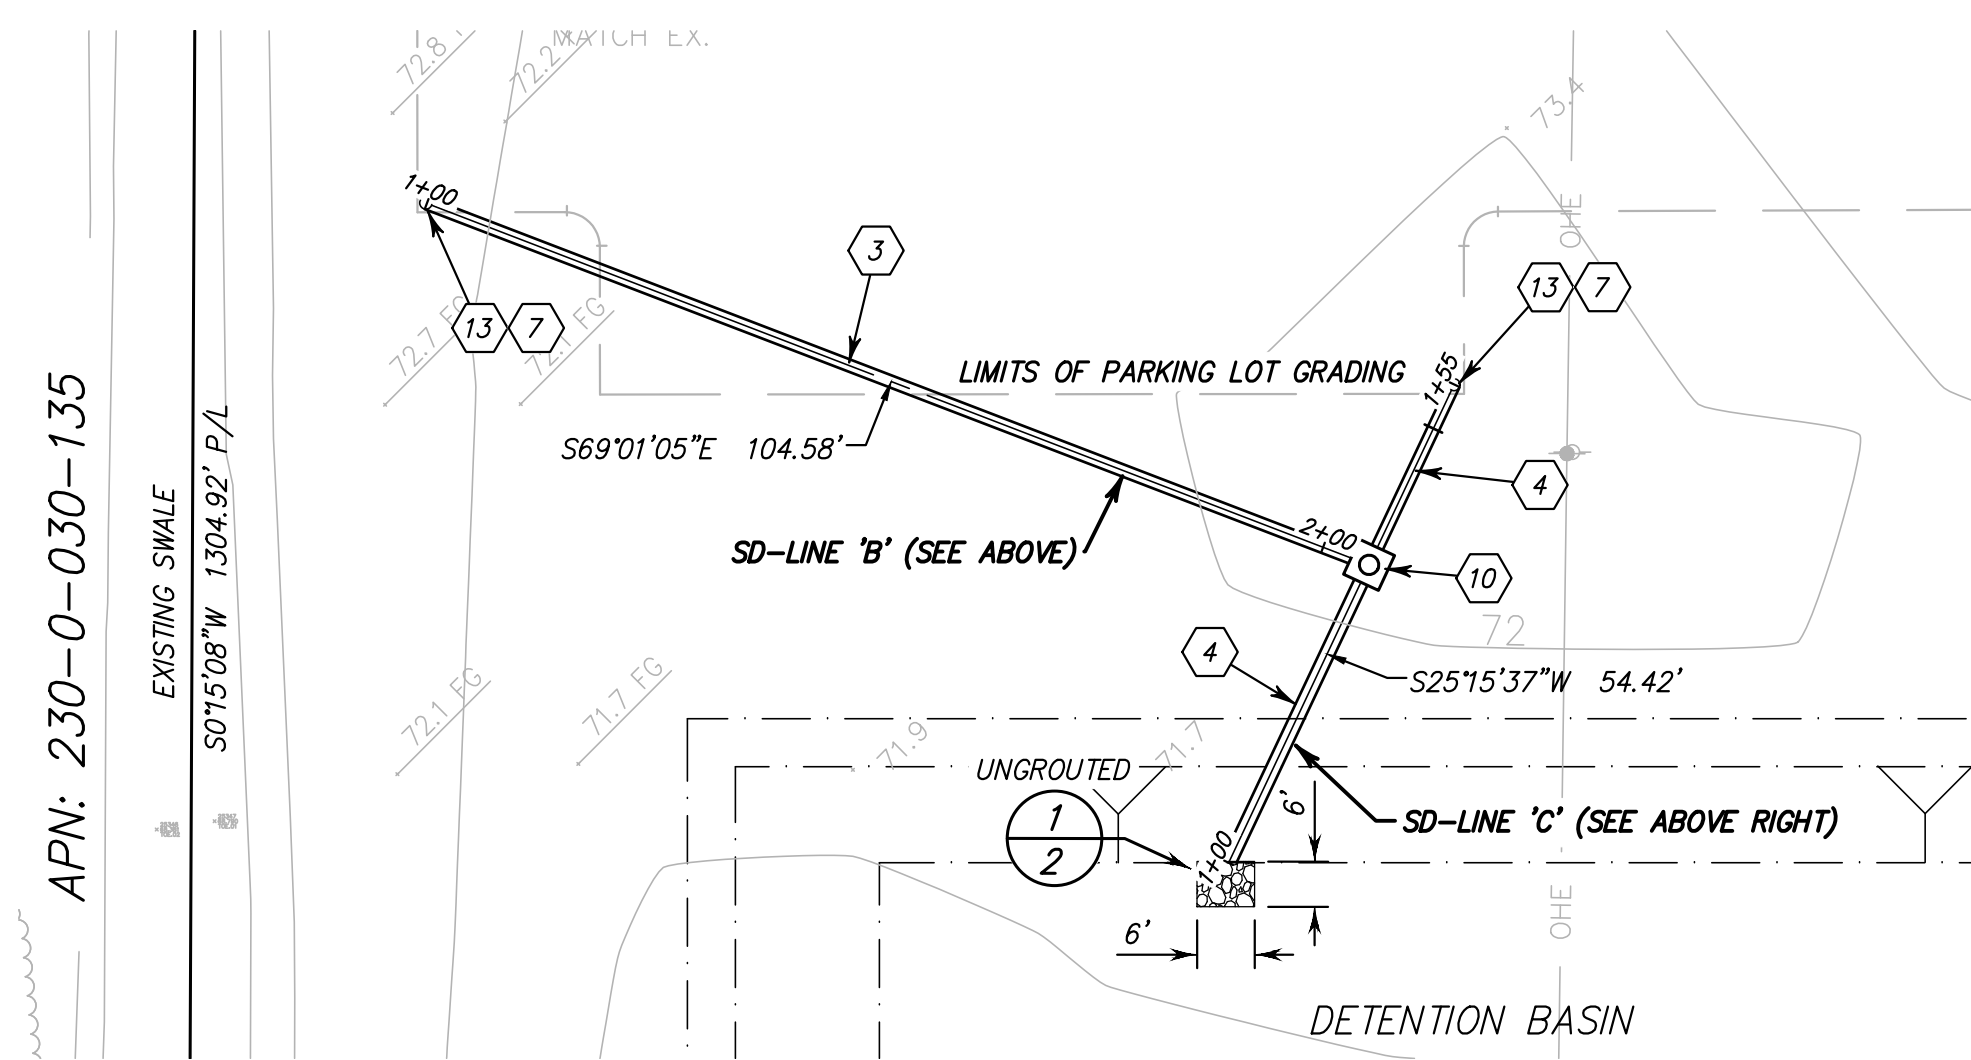 MATCH EX.
72.8
72.2
73.4
OHE
1+00
3
13 7
13 7
72.7 FG
72.7 FG
LIMITS OF PARKING LOT GRADING
1+55
S69°01'05"E 104.58'
4
SD-LINE 'B' (SEE ABOVE)
2+00
10
72
4
S25°15'37"W 54.42'
APN: 230-0-030-135
EXISTING SWALE
S0°15'08"W 1304.92' P/L
72.1 FG
71.7 FG
71.9
71.7
UNGROUTED
1
2
6'
SD-LINE 'C' (SEE ABOVE RIGHT)
1+00
6'
OHE
DETENTION BASIN